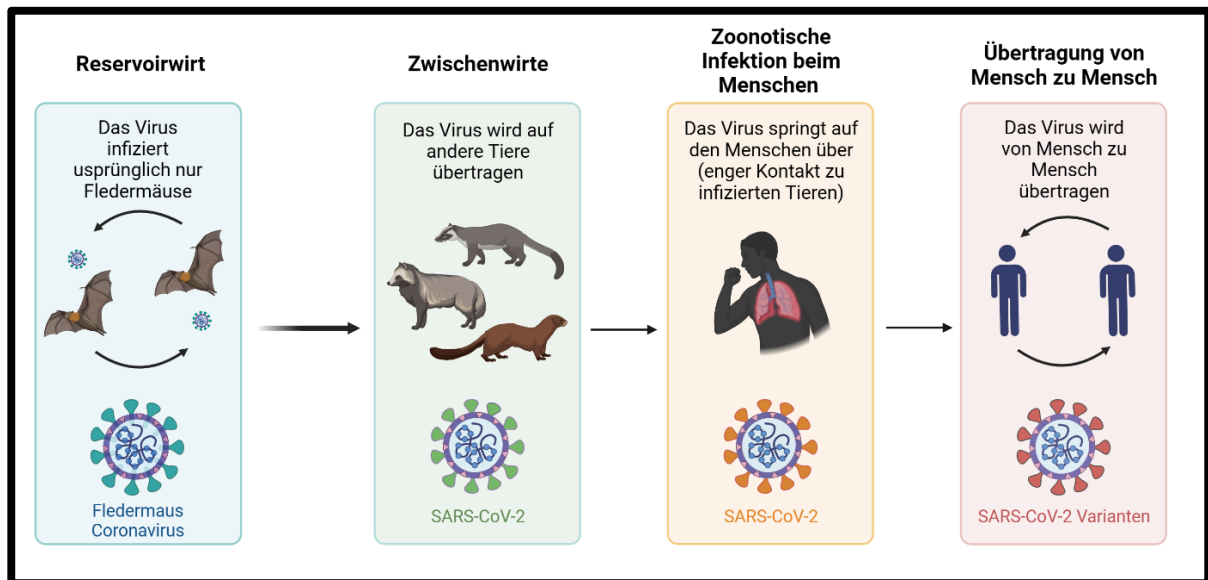 Reservoirwirt
Das Virus
infiziert
usprünglich nur
Fledermäuse
Fledermaus
Coronavirus
Zwischenwirte
Das Virus wird auf
andere Tiere
übertragen
SARS-CoV-2
Zoonotische
Infektion beim
Menschen
Das Virus springt auf
den Menschen über
(enger Kontakt zu
infizierten Tieren)
SARS-CoV-2
Übertragung von
Mensch zu Mensch
Das Virus wird
von Mensch zu
Mensch
übertragen
SARS-CoV-2 Varianten